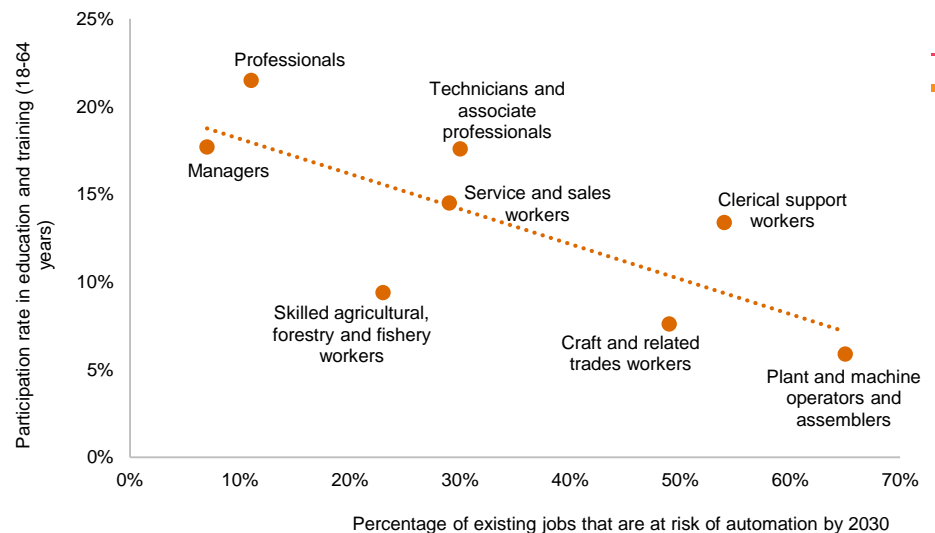 25%
20%
15%
10%
5%
0%
Participation rate in education and training (18-64
years)
Professionals
Managers
Technicians and
associate
professionals
Service and sales
workers
Clerical support
workers
Skilled agricultural,
forestry and fishery
workers
Craft and related
trades workers
Plant and machine
operators and
assemblers
0%
10%
20%
30%
40%
50%
60%
70%
Percentage of existing jobs that are at risk of automation by 2030